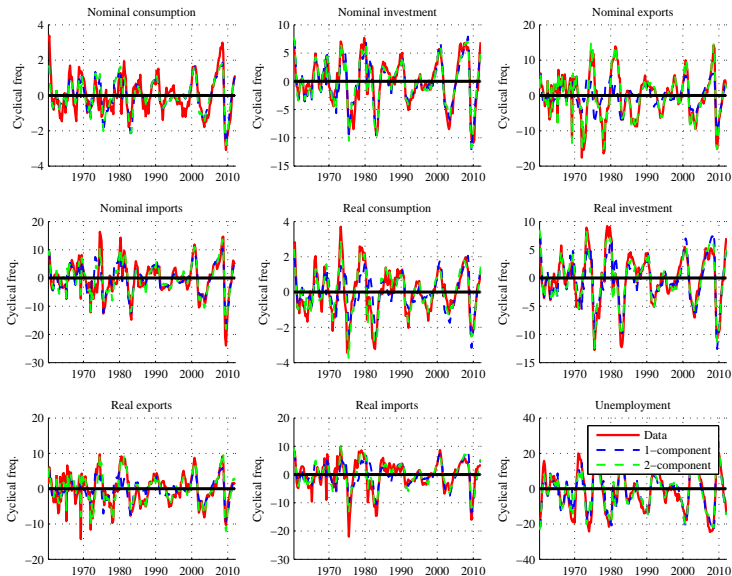 Nominal consumption
Nominal investment
Nominal exports
Cyclical freq.
4
2
0
−2
−4
1970 1980 1990 2000 2010
Cyclical freq.
10
5
0
−5
−10
−15
1970 1980 1990 2000 2010
Cyclical freq.
20
10
0
−10
−20
1970 1980 1990 2000 2010
Nominal imports
Real consumption
Real investment
Cyclical freq.
20
10
0
−10
−20
−30
1970 1980 1990 2000 2010
Cyclical freq.
4
2
0
−2
−4
1970 1980 1990 2000 2010
Cyclical freq.
10
5
0
−5
−10
−15
1970 1980 1990 2000 2010
Real exports
Real imports
Unemployment
Cyclical freq.
20
10
0
−10
−20
1970 1980 1990 2000 2010
Cyclical freq.
20
10
0
−10
−20
−30
1970 1980 1990 2000 2010
Cyclical freq.
40
20
0
−20
−40
1970 1980 1990 2000 2010
Data
1−component
2−component